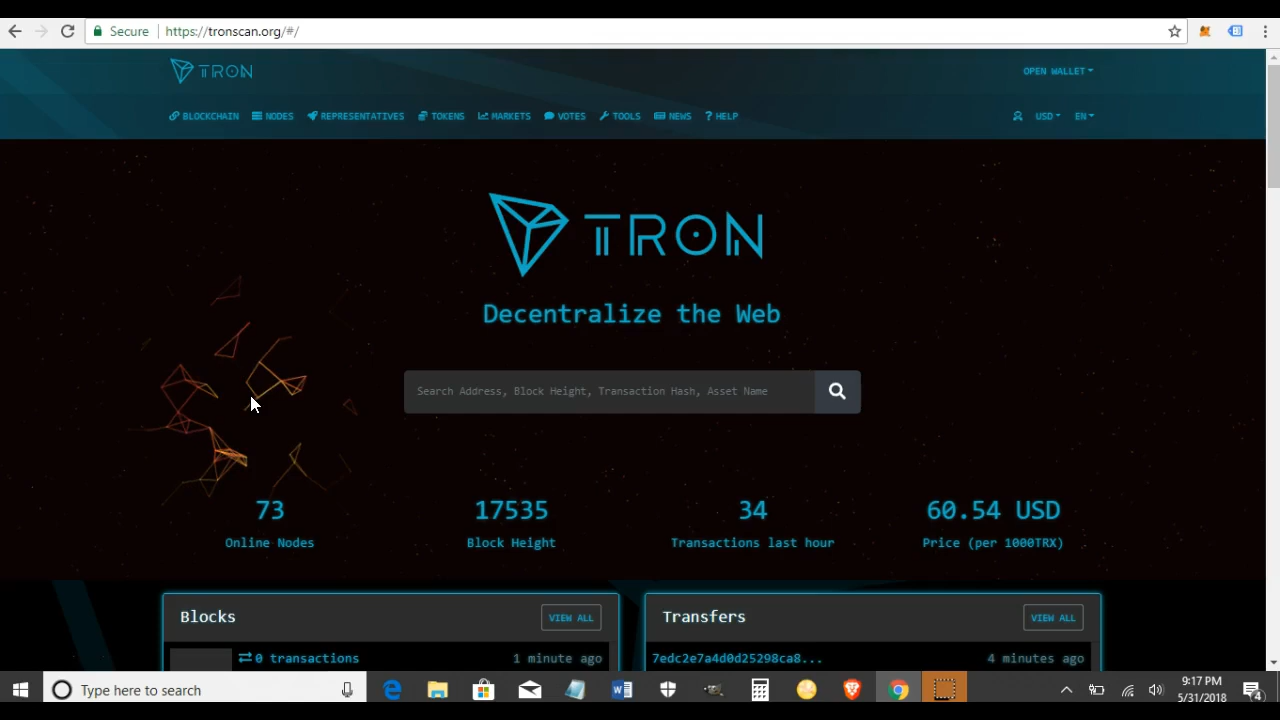 Secure https://tronscan.org/#/
TRON
OPEN WALLET
BLOCKCHAIN NODES REPRESENTATIVES TOKENS MARKETS VOTES TOOLS NEWS HELP USD EN
TRON
Decentralize the Web
Search Address, Block Height, Transaction Hash, Asset Name
73 17535 34 60.54 USD
Online Nodes Block Height Transactions last hour Price (per 1000TRX)
Blocks VIEW ALL Transfers VIEW ALL
0 transactions 1 minute ago 7edc2e7a4d0d25298ca8... 4 minutes ago
Type here to search
9:17 PM
5/31/2018
4